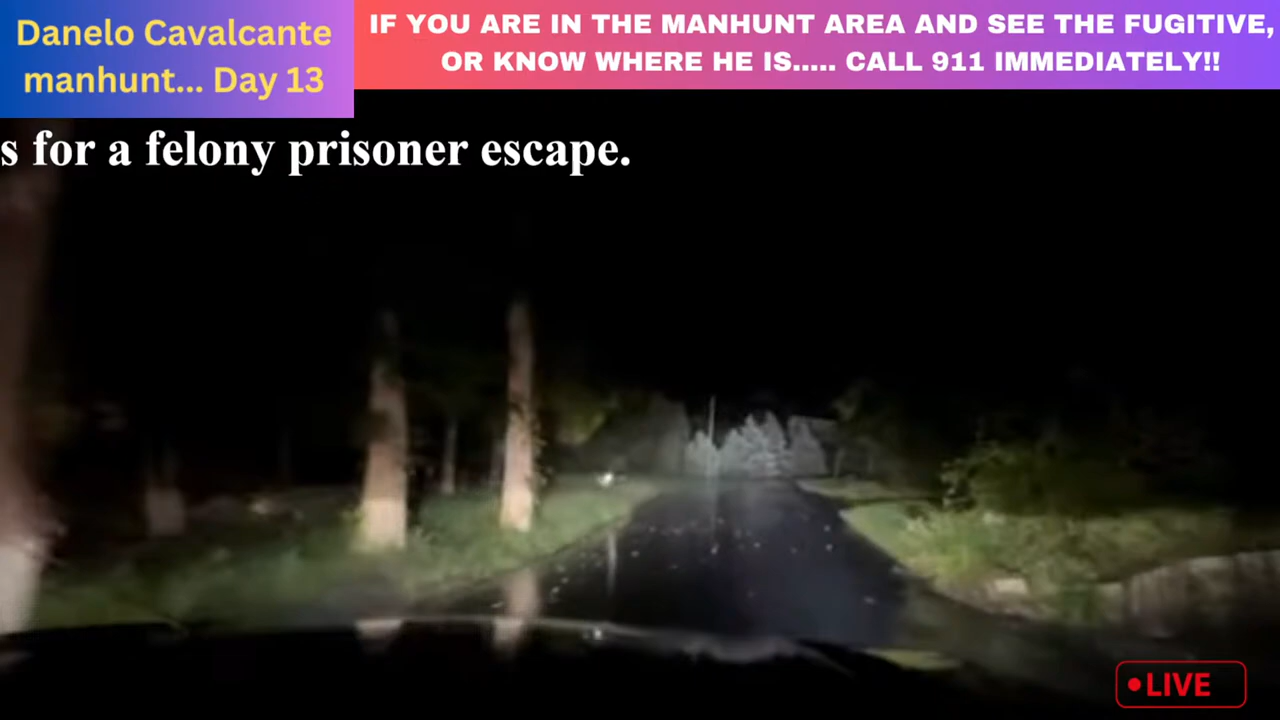 Danelo Cavalcante
manhunt... Day 13
IF YOU ARE IN THE MANHUNT AREA AND SEE THE FUGITIVE,
OR KNOW WHERE HE IS..... CALL 911 IMMEDIATELY!!
s for a felony prisoner escape.
LIVE